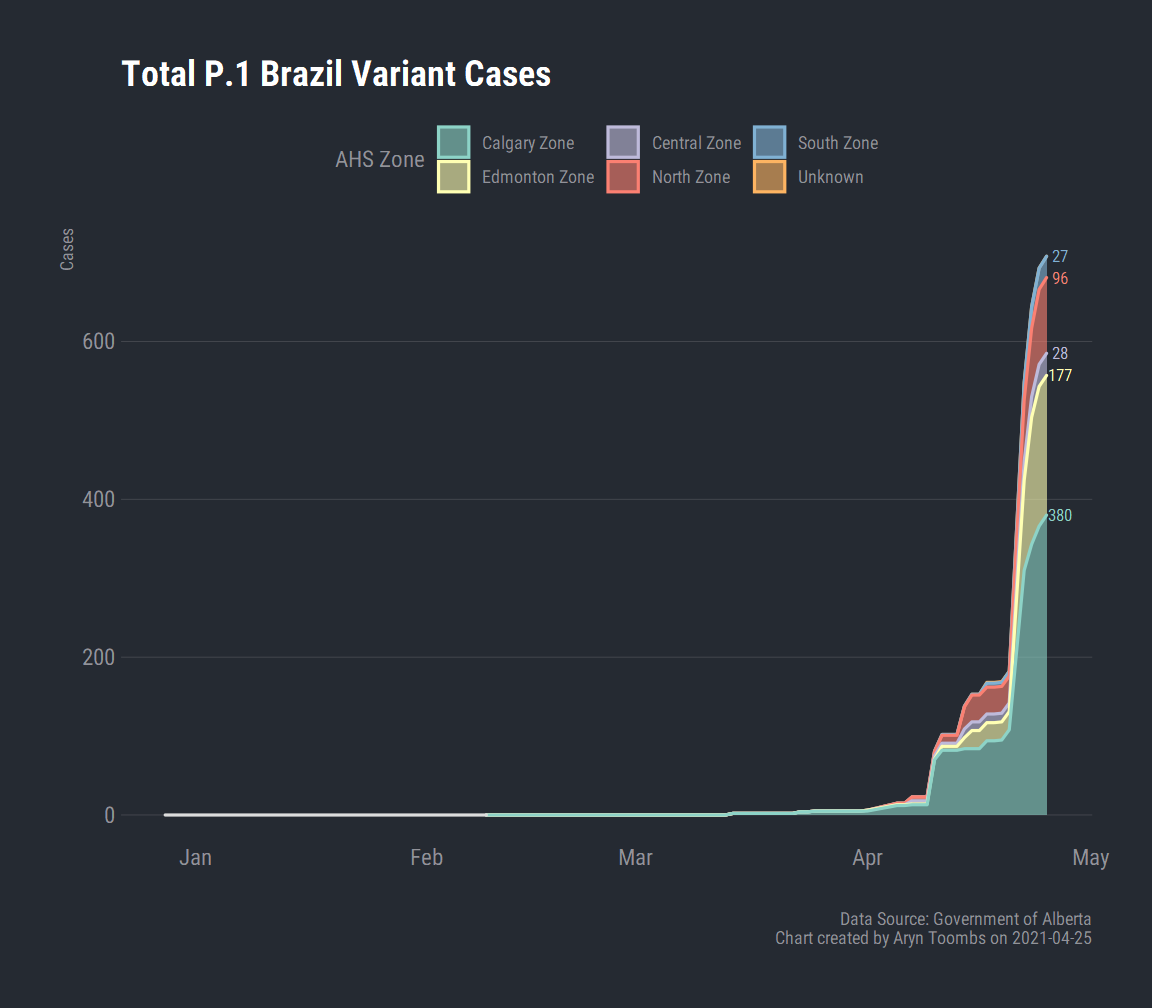 Total P.1 Brazil Variant Cases
AHS Zone
Calgary Zone
Central Zone
South Zone
Edmonton Zone
North Zone
Unknown
Cases
27
96
600
28
177
400
380
200
0
Jan
Feb
Mar
Apr
May
Data Source: Government of Alberta
Chart created by Aryn Toombs on 2021-04-25